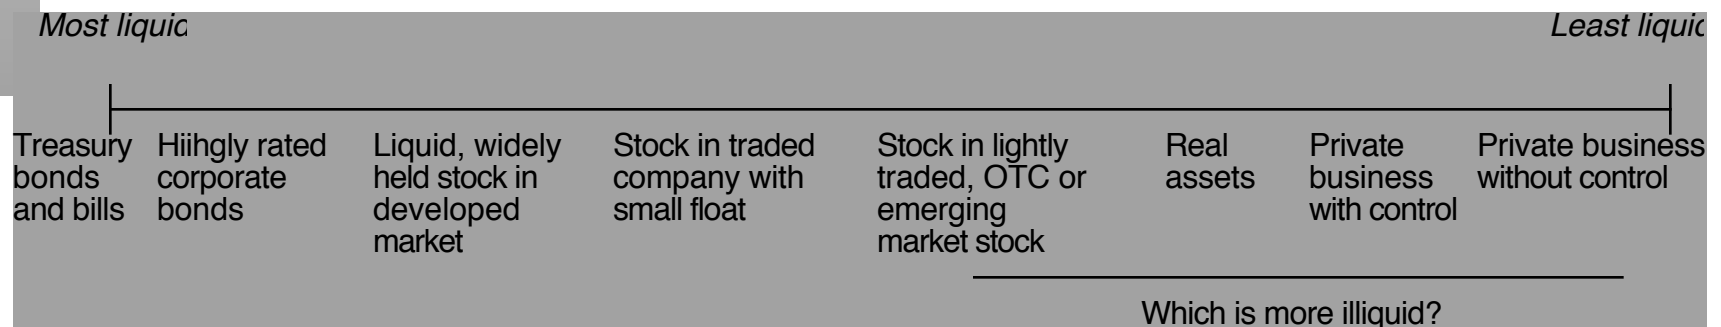 Most liquid
Least liquid
Treasury
bonds
and bills
Hiihgly rated
corporate
bonds
Liquid, widely
held stock in
developed
market
Stock in traded
company with
small float
Stock in lightly
traded, OTC or
emerging
market stock
Real
assets
Private
business
with control
Private business
without control
Which is more illiquid?